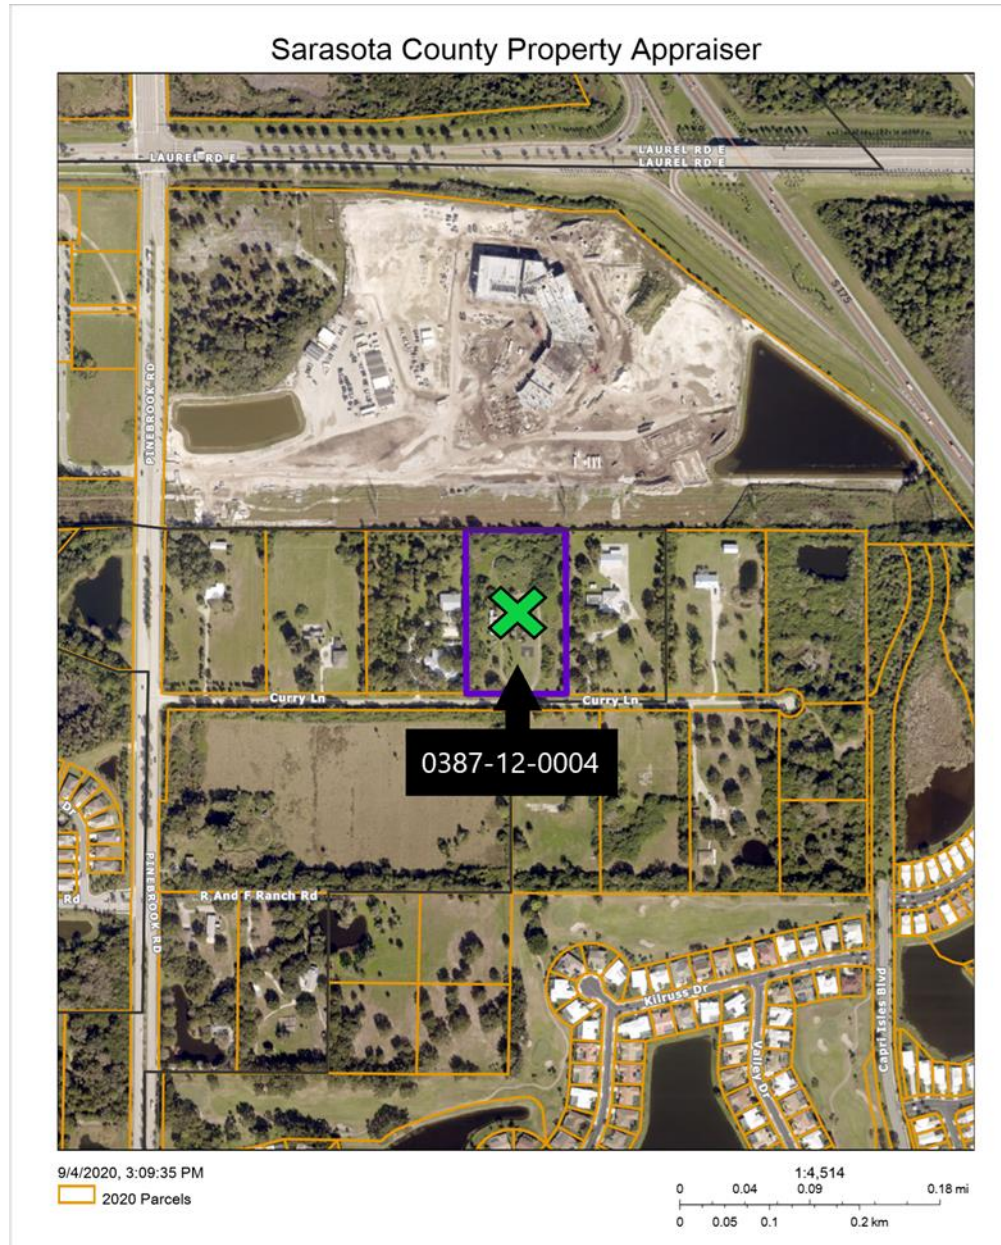 Sarasota County Property Appraiser
LAUREL RD E
LAUREL RD E
LAUREL RD E
S I 75
PINEBROOK RD
Curry Ln
Curry Ln
0387-12-0004
Dr
Rd
PINEBROOK RD
R And F Ranch Rd
Kilruss Dr
Valley Dr
Capri Isles Blvd
9/4/2020, 3:09:35 PM
2020 Parcels
1:4,514
0 0.04 0.09 0.18 mi
0 0.05 0.1 0.2 km